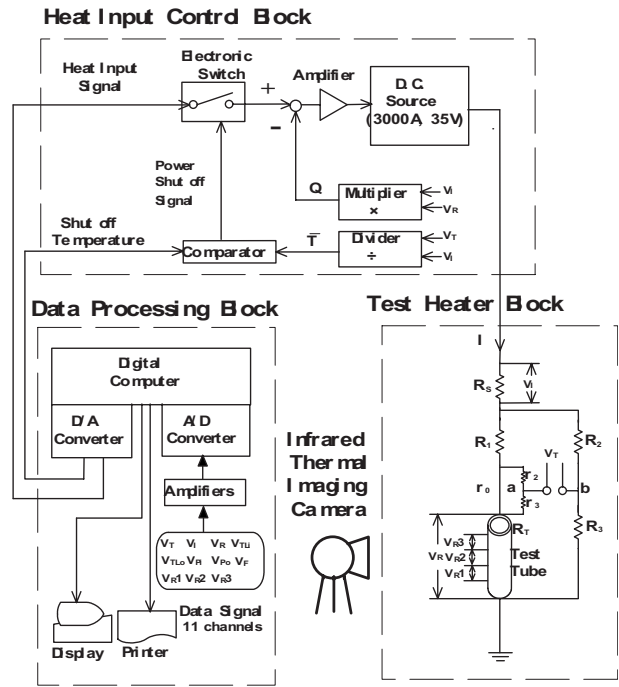 Heat Input Control Block
Heat Input
Signal
Electronic
Switch
Amplifier
D. C.
Source
(3000A, 35V)
+
-
Power
Shut off
Signal
Q
Multiplier
×
VI
VR
Shut off
Temperature
Comparator
T̅
Divider
÷
VT
VI
Data Processing Block
Test Heater Block
Digital
Computer
D/A
Converter
A/D
Converter
Amplifiers
VT VI VR VTLi
VTLo VPi VPo VF
VR1 VR2 VR3
Data Signal
11 channels
Display
Printer
Infrared
Thermal
Imaging
Camera
I
RS
Vi
R1
R2
VT
r2
r0
a
b
r3
R3
RT
VR3
VR VR2
VR1
Test
Tube